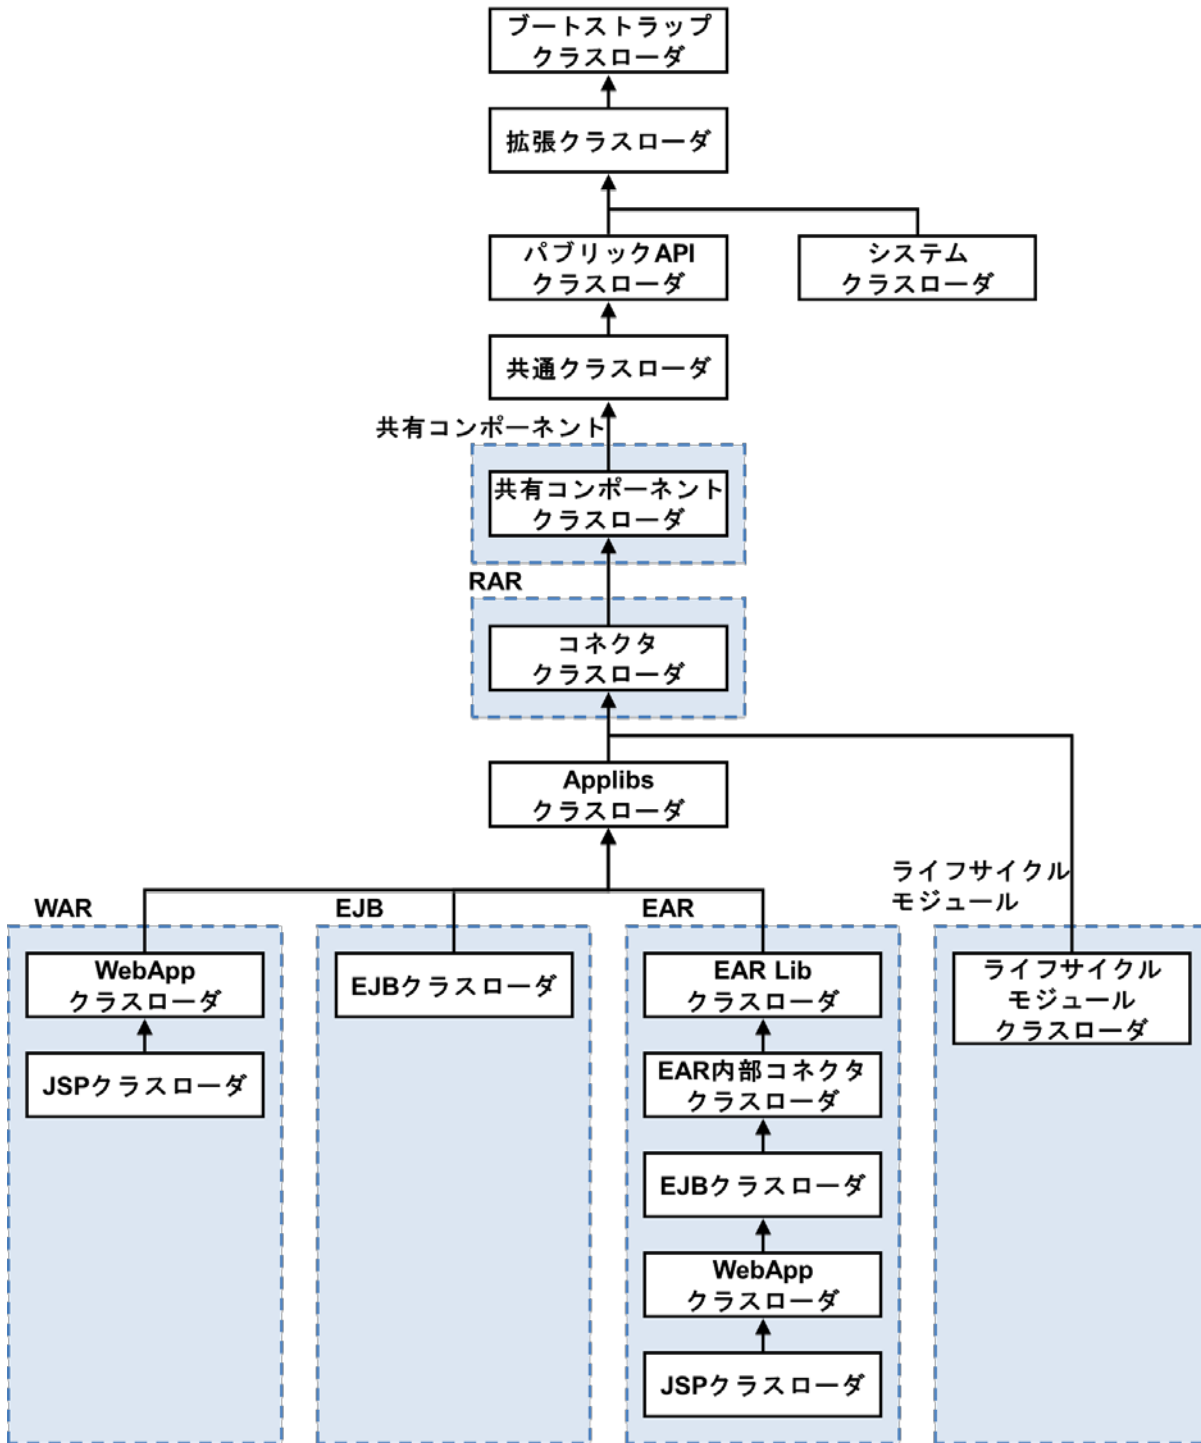 ブートストラップ
クラスローダ
拡張クラスローダ
パブリックAPI
クラスローダ
システム
クラスローダ
共通クラスローダ
共有コンポーネント
共有コンポーネント
クラスローダ
RAR
コネクタ
クラスローダ
Applibs
クラスローダ
WAR
WebApp
クラスローダ
JSPクラスローダ
EJB
EJBクラスローダ
EAR
EAR Lib
クラスローダ
EAR内部コネクタ
クラスローダ
EJBクラスローダ
WebApp
クラスローダ
JSPクラスローダ
ライフサイクル
モジュール
ライフサイクル
モジュール
クラスローダ